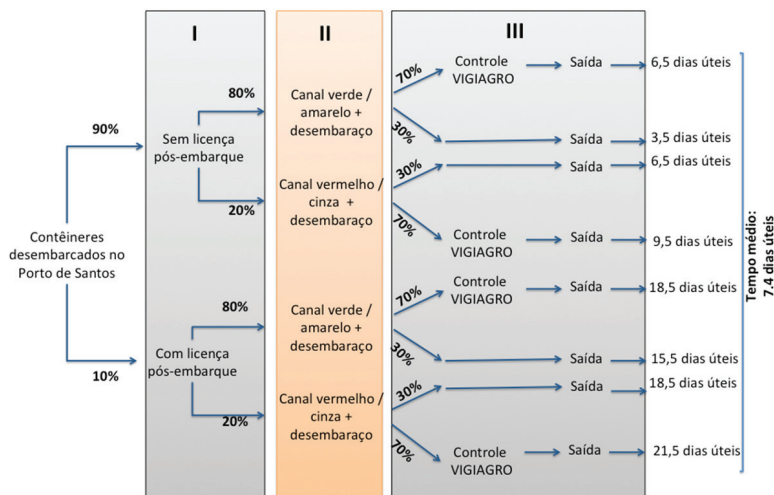 I
II
III
90%
10%
Contêineres
desembarcados no
Porto de Santos
Sem licença
pós-embarque
80%
20%
Com licença
pós-embarque
80%
20%
Canal verde /
amarelo +
desembaraço
Canal vermelho /
cinza +
desembaraço
Canal verde /
amarelo +
desembaraço
Canal vermelho /
cinza +
desembaraço
70%
Controle
VIGIAGRO
Saída
6,5 dias úteis
30%
Saída
3,5 dias úteis
30%
Saída
6,5 dias úteis
70%
Controle
VIGIAGRO
Saída
9,5 dias úteis
70%
Controle
VIGIAGRO
Saída
18,5 dias úteis
30%
Saída
15,5 dias úteis
30%
Saída
18,5 dias úteis
70%
Controle
VIGIAGRO
Saída
21,5 dias úteis
Tempo médio:
7.4 dias úteis